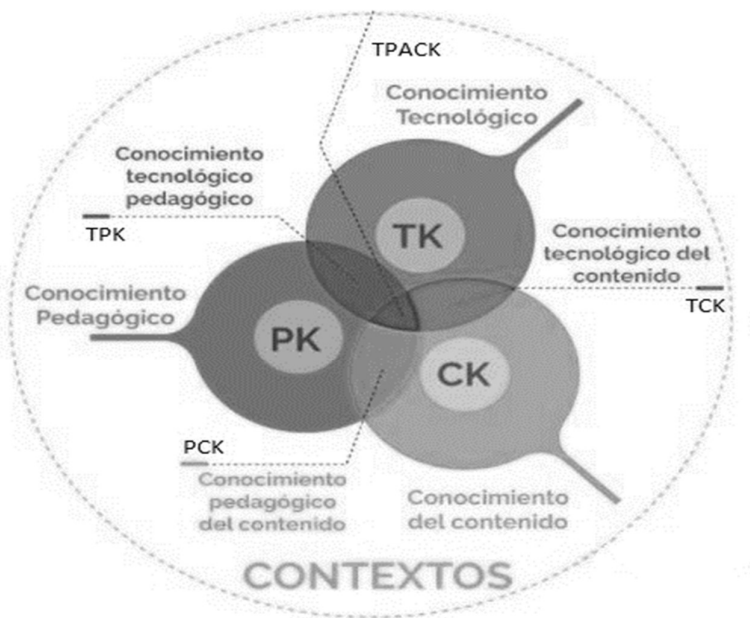 TPACK
Conocimiento
Tecnológico
Conocimiento
tecnológico
pedagógico
TPK
TK
Conocimiento
tecnológico del
contenido
TCK
Conocimiento
Pedagógico
PK
CK
PCK
Conocimiento
pedagógico
del contenido
Conocimiento
del contenido
CONTEXTOS